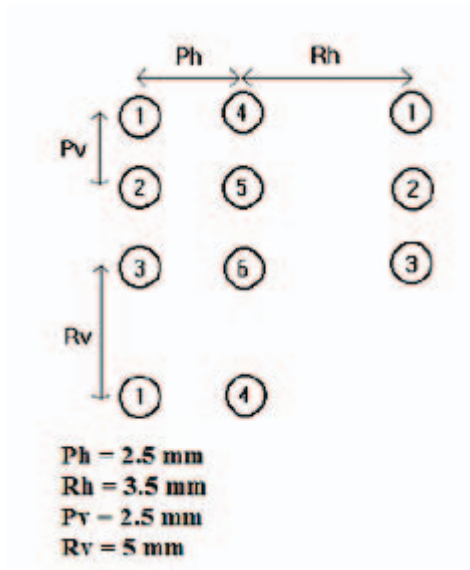 Ph Rh
1 4 1
Pv
2 5 2
3 6 3
Rv
1 4
Ph = 2.5 mm
Rh = 3.5 mm
Pv = 2.5 mm
Rv = 5 mm